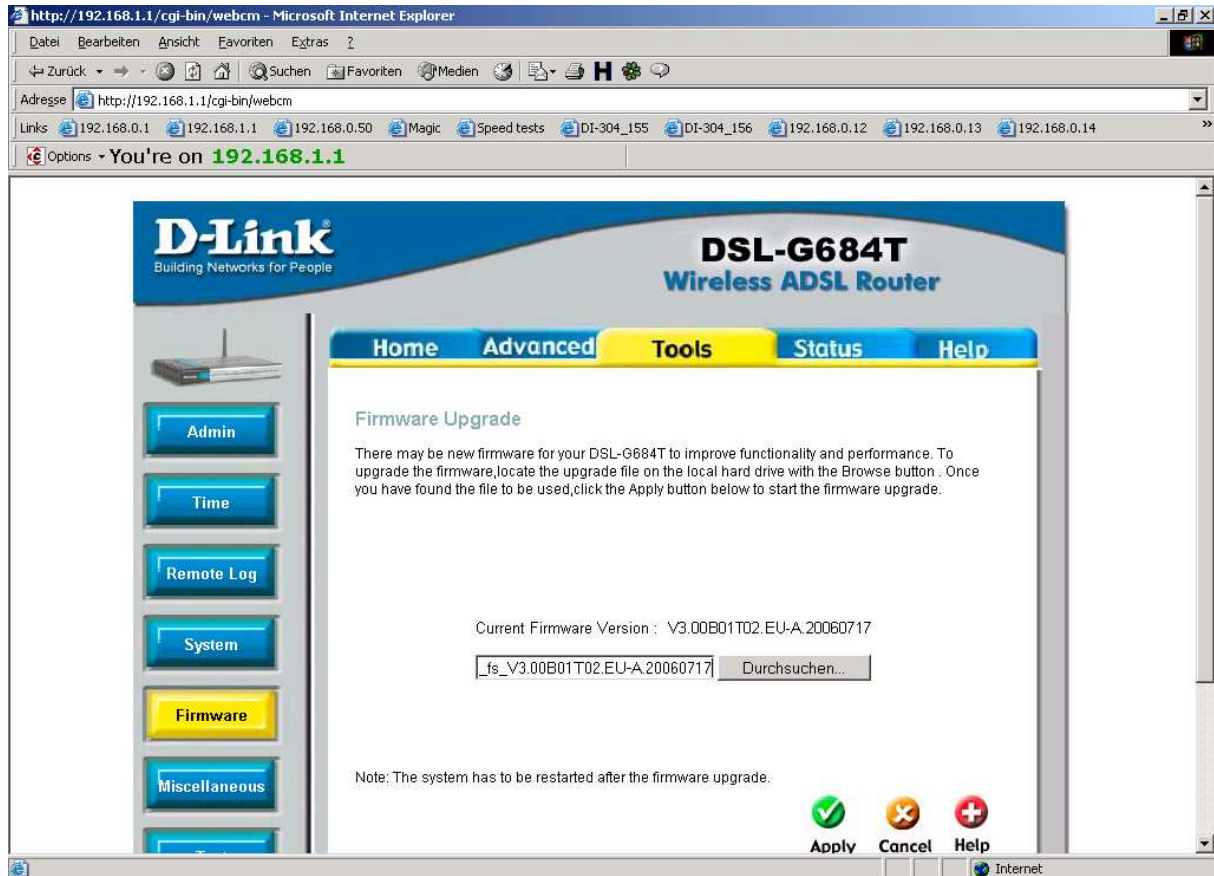 http://192.168.1.1/cgi-bin/webcm - Microsoft Internet Explorer
Datei Bearbeiten Ansicht Favoriten Extras ?
Zurück Suchen Favoriten Medien H
Adresse http://192.168.1.1/cgi-bin/webcm
Links 192.168.0.1 192.168.1.1 192.168.0.50 Magic Speed tests DI-304_155 DI-304_156 192.168.0.12 192.168.0.13 192.168.0.14 »
Options You're on 192.168.1.1
D-Link
Building Networks for People
DSL-G684T
Wireless ADSL Router
Home Advanced Tools Status Help
Admin
Time
Remote Log
System
Firmware
Miscellaneous
Firmware Upgrade
There may be new firmware for your DSL-G684T to improve functionality and performance. To
upgrade the firmware,locate the upgrade file on the local hard drive with the Browse button . Once
you have found the file to be used,click the Apply button below to start the firmware upgrade.
Current Firmware Version : V3.00B01T02.EU-A.20060717
_fs_V3.00B01T02.EU-A.20060717 Durchsuchen...
Note: The system has to be restarted after the firmware upgrade.
Apply Cancel Help
Internet